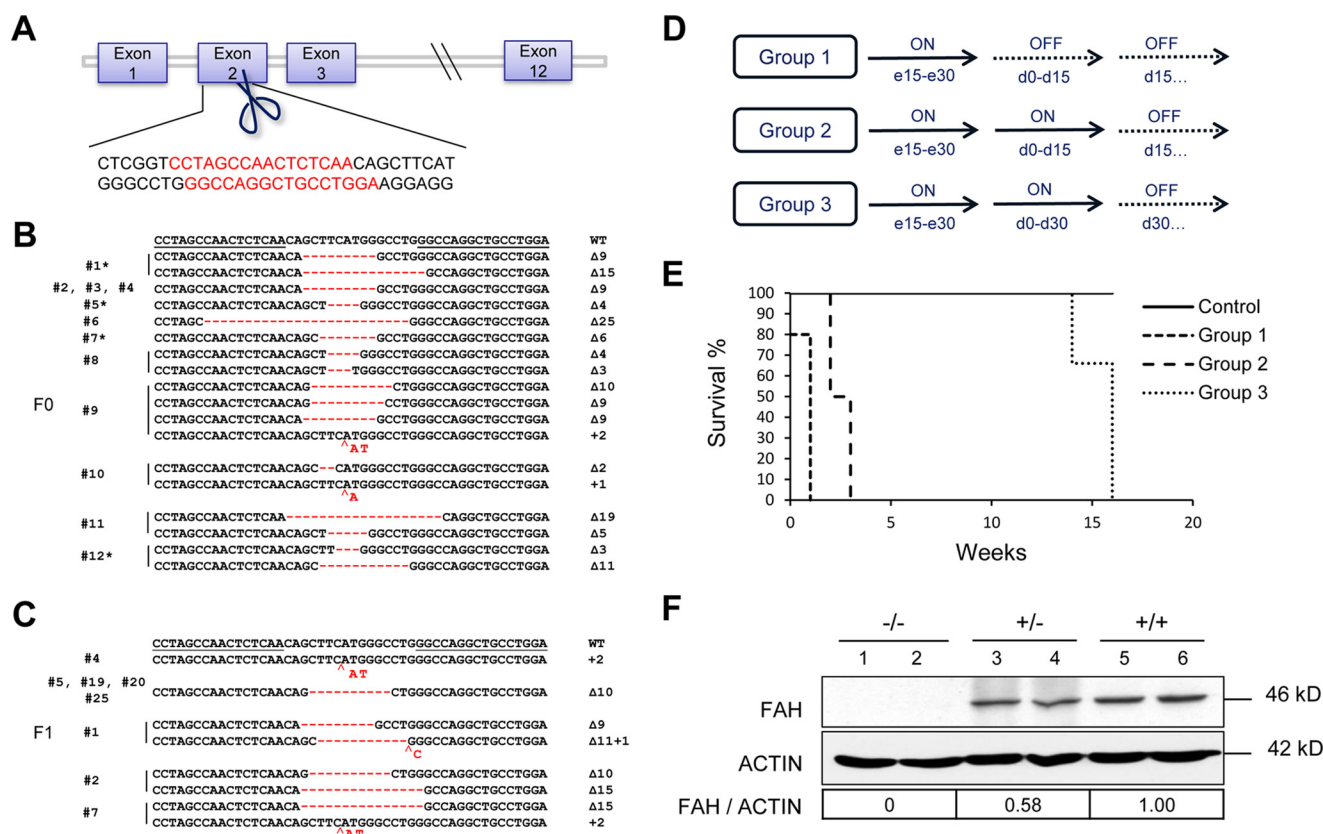 A
Exon 1
Exon 2
Exon 3
Exon 12
CTCGGTCCTAGCCAACTCTCAACAGCTTCAT
GGGCCTGGGCCAGGCTGCCTGGAAGGAGG
B
CCTAGCCAACTCTCAACAGCTTCATGGGCCTGGGCCAGGCTGCCTGGA WT
#1*
CCTAGCCAACTCTCAACA---------GCCTGGGCCAGGCTGCCTGGA Δ9
CCTAGCCAACTCTCAACA---------------GCCAGGCTGCCTGGA Δ15
#2, #3, #4 CCTAGCCAACTCTCAACA---------GCCTGGGCCAGGCTGCCTGGA Δ9
#5* CCTAGCCAACTCTCAACAGCT----GGGCCTGGGCCAGGCTGCCTGGA Δ4
#6 CCTAGC-------------------------GGGCCAGGCTGCCTGGA Δ25
#7* CCTAGCCAACTCTCAACAGC-------GCCTGGGCCAGGCTGCCTGGA Δ6
#8
CCTAGCCAACTCTCAACAGCT----GGGCCTGGGCCAGGCTGCCTGGA Δ4
CCTAGCCAACTCTCAACAGCT---TGGGCCTGGGCCAGGCTGCCTGGA Δ3
F0
#9
CCTAGCCAACTCTCAACAG----------CCTGGGCCAGGCTGCCTGGA Δ10
CCTAGCCAACTCTCAACAG---------CCTGGGCCAGGCTGCCTGGA Δ9
CCTAGCCAACTCTCAACA---------GCCTGGGCCAGGCTGCCTGGA Δ9
CCTAGCCAACTCTCAACAGCTTCATGGGCCTGGGCCAGGCTGCCTGGA +2
^AT
#10
CCTAGCCAACTCTCAACAGC--CATGGGCCTGGGCCAGGCTGCCTGGA Δ2
CCTAGCCAACTCTCAACAGCTTCATGGGCCTGGGCCAGGCTGCCTGGA +1
^A
#11
CCTAGCCAACTCTCAA-------------------CAGGCTGCCTGGA Δ19
CCTAGCCAACTCTCAACAGCT-----GGCCTGGGCCAGGCTGCCTGGA Δ5
#12*
CCTAGCCAACTCTCAACAGCTT---GGGCCTGGGCCAGGCTGCCTGGA Δ3
CCTAGCCAACTCTCAACAGC-----------GGGCCAGGCTGCCTGGA Δ11
C
CCTAGCCAACTCTCAACAGCTTCATGGGCCTGGGCCAGGCTGCCTGGA WT
#4 CCTAGCCAACTCTCAACAGCTTCATGGGCCTGGGCCAGGCTGCCTGGA +2
^AT
#5, #19, #20
#25
CCTAGCCAACTCTCAACAG----------CTGGGCCAGGCTGCCTGGA Δ10
F1
#1
CCTAGCCAACTCTCAACA---------GCCTGGGCCAGGCTGCCTGGA Δ9
CCTAGCCAACTCTCAACAGC-----------GGGCCAGGCTGCCTGGA Δ11+1
^C
#2
CCTAGCCAACTCTCAACAG----------CTGGGCCAGGCTGCCTGGA Δ10
CCTAGCCAACTCTCAACA---------------GCCAGGCTGCCTGGA Δ15
#7
CCTAGCCAACTCTCAACA---------------GCCAGGCTGCCTGGA Δ15
CCTAGCCAACTCTCAACAGCTTCATGGGCCTGGGCCAGGCTGCCTGGA +2
^AT
D
Group 1 ON OFF OFF
e15-e30 d0-d15 d15...
Group 2 ON ON OFF
e15-e30 d0-d15 d15...
Group 3 ON ON OFF
e15-e30 d0-d30 d30...
E
Survival %
100
90
80
70
60
50
40
30
20
10
0
0 5 10 15 20
Weeks
Control
Group 1
Group 2
Group 3
F
-/- +/- +/+
1 2 3 4 5 6
FAH 46 kD
ACTIN 42 kD
FAH / ACTIN 0 0.58 1.00